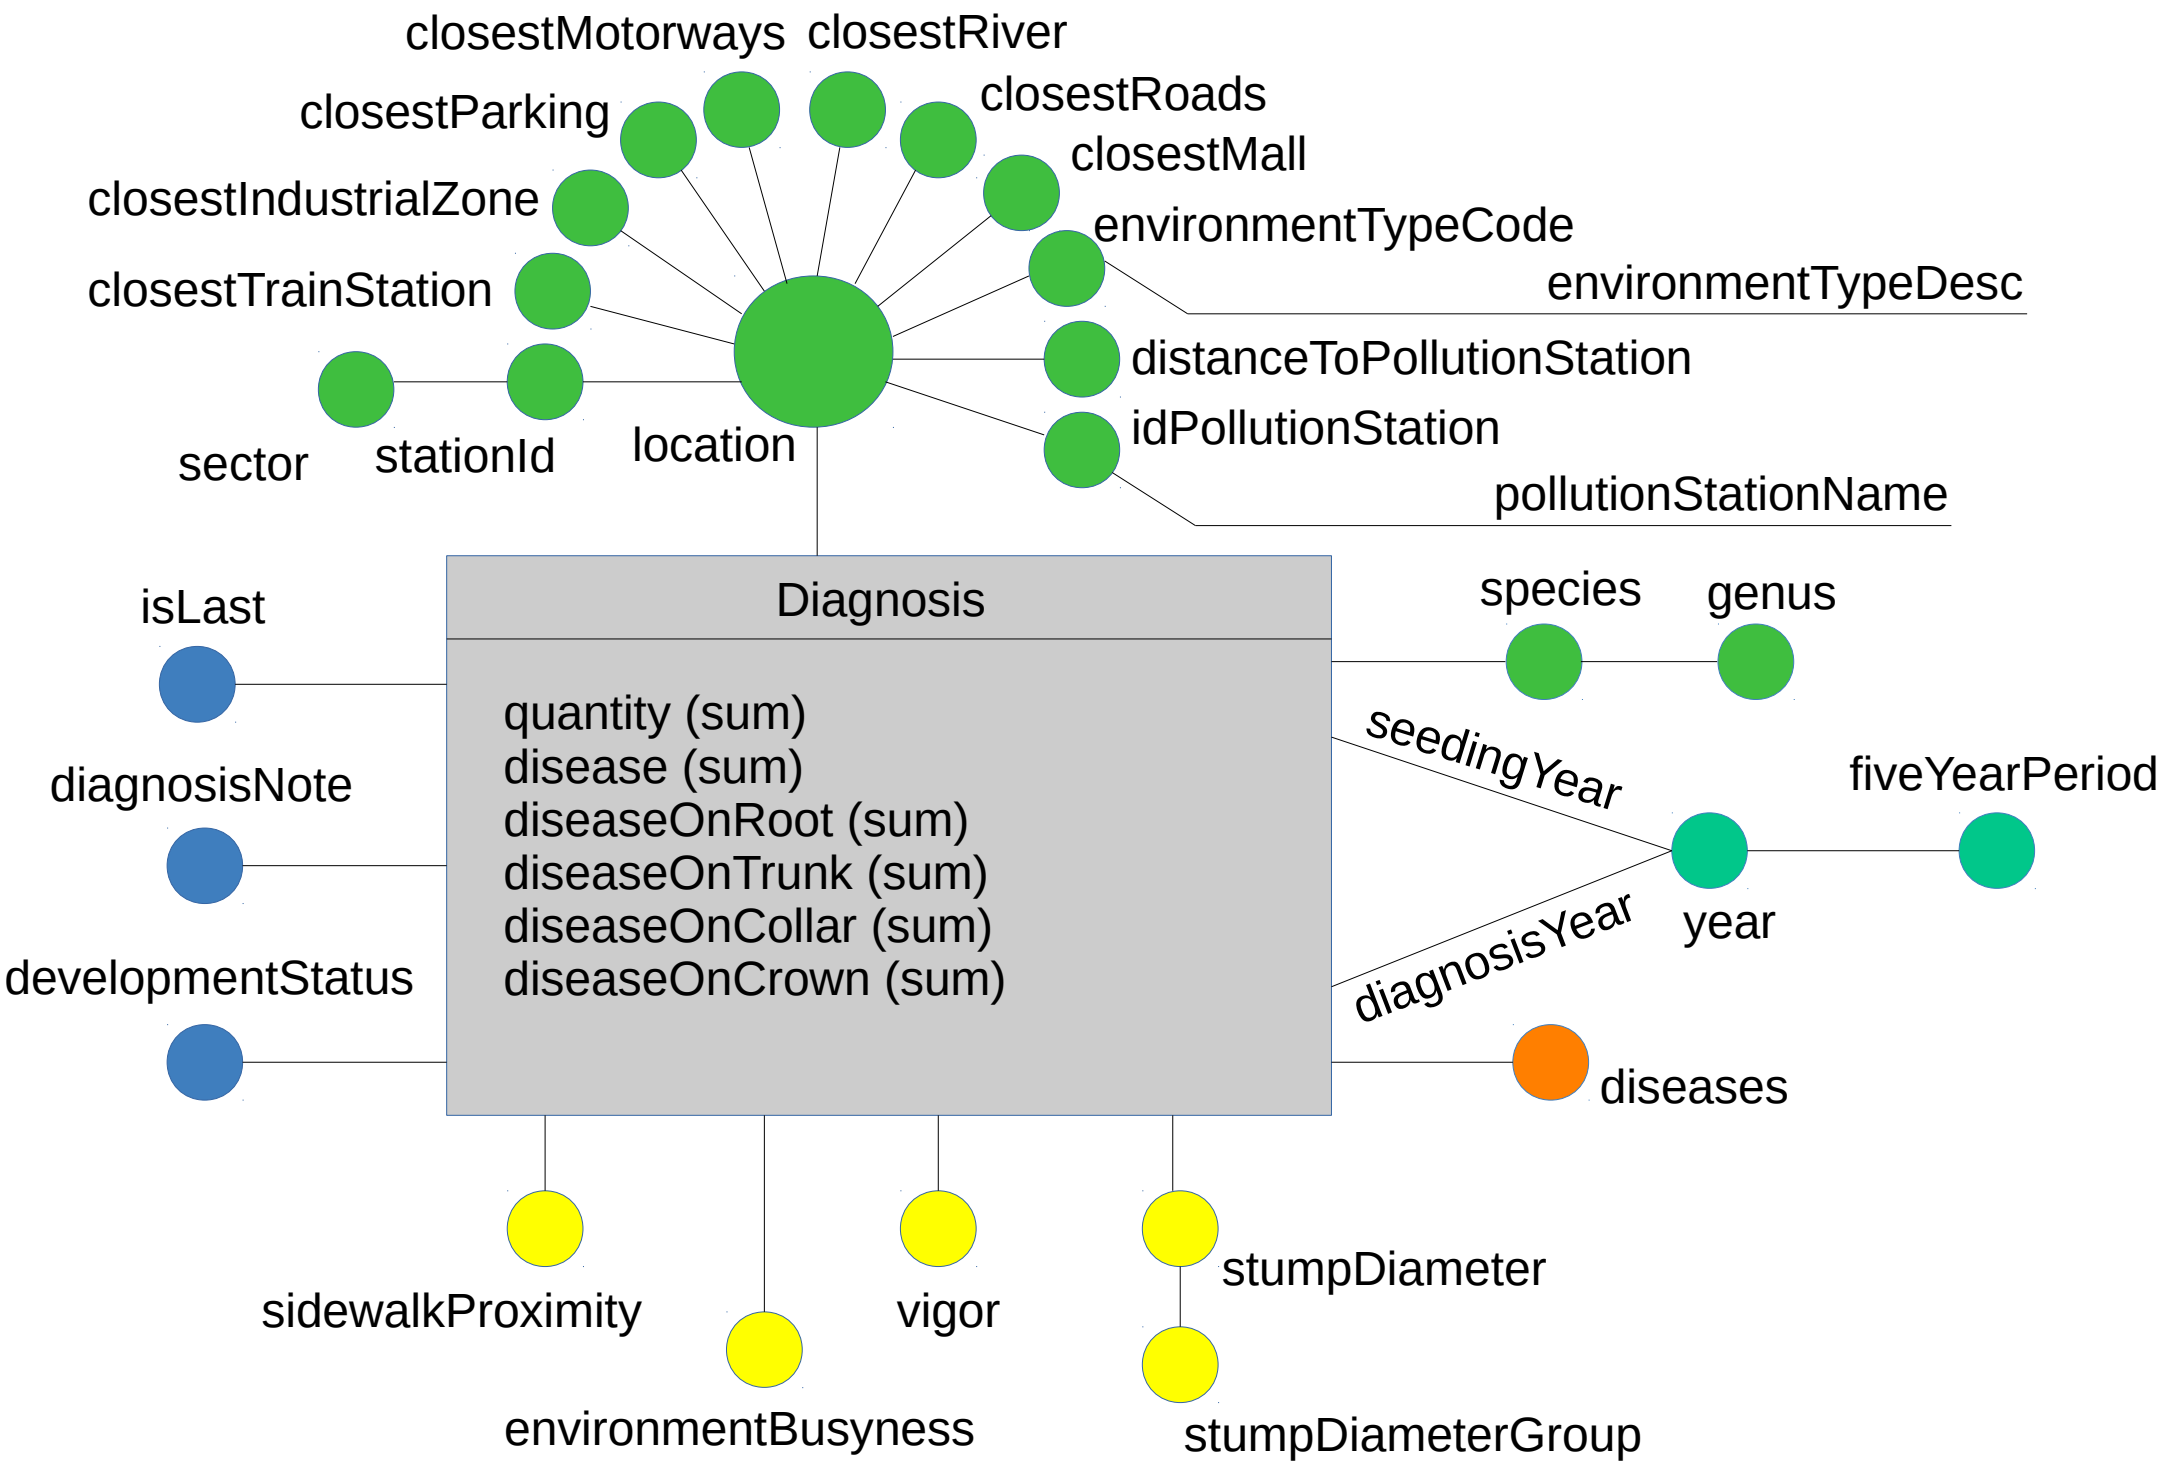 closestMotorways
closestRiver
closestParking
closestRoads
closestMall
closestIndustrialZone
environmentTypeCode
closestTrainStation
environmentTypeDesc
distanceToPollutionStation
sector
stationId
location
idPollutionStation
pollutionStationName
isLast
Diagnosis
species
genus
quantity (sum)
disease (sum)
diseaseOnRoot (sum)
diseaseOnTrunk (sum)
diseaseOnCollar (sum)
diseaseOnCrown (sum)
seedingYear
fiveYearPeriod
diagnosisNote
year
diagnosisYear
developmentStatus
diseases
sidewalkProximity
vigor
stumpDiameter
environmentBusyness
stumpDiameterGroup